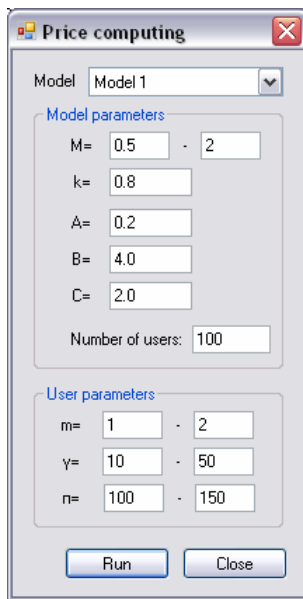 Price computing
Model Model 1
Model parameters
M= 0.5 - 2
k= 0.8
A= 0.2
B= 4.0
C= 2.0
Number of users: 100
User parameters
m= 1 - 2
γ= 10 - 50
n= 100 - 150
Run Close